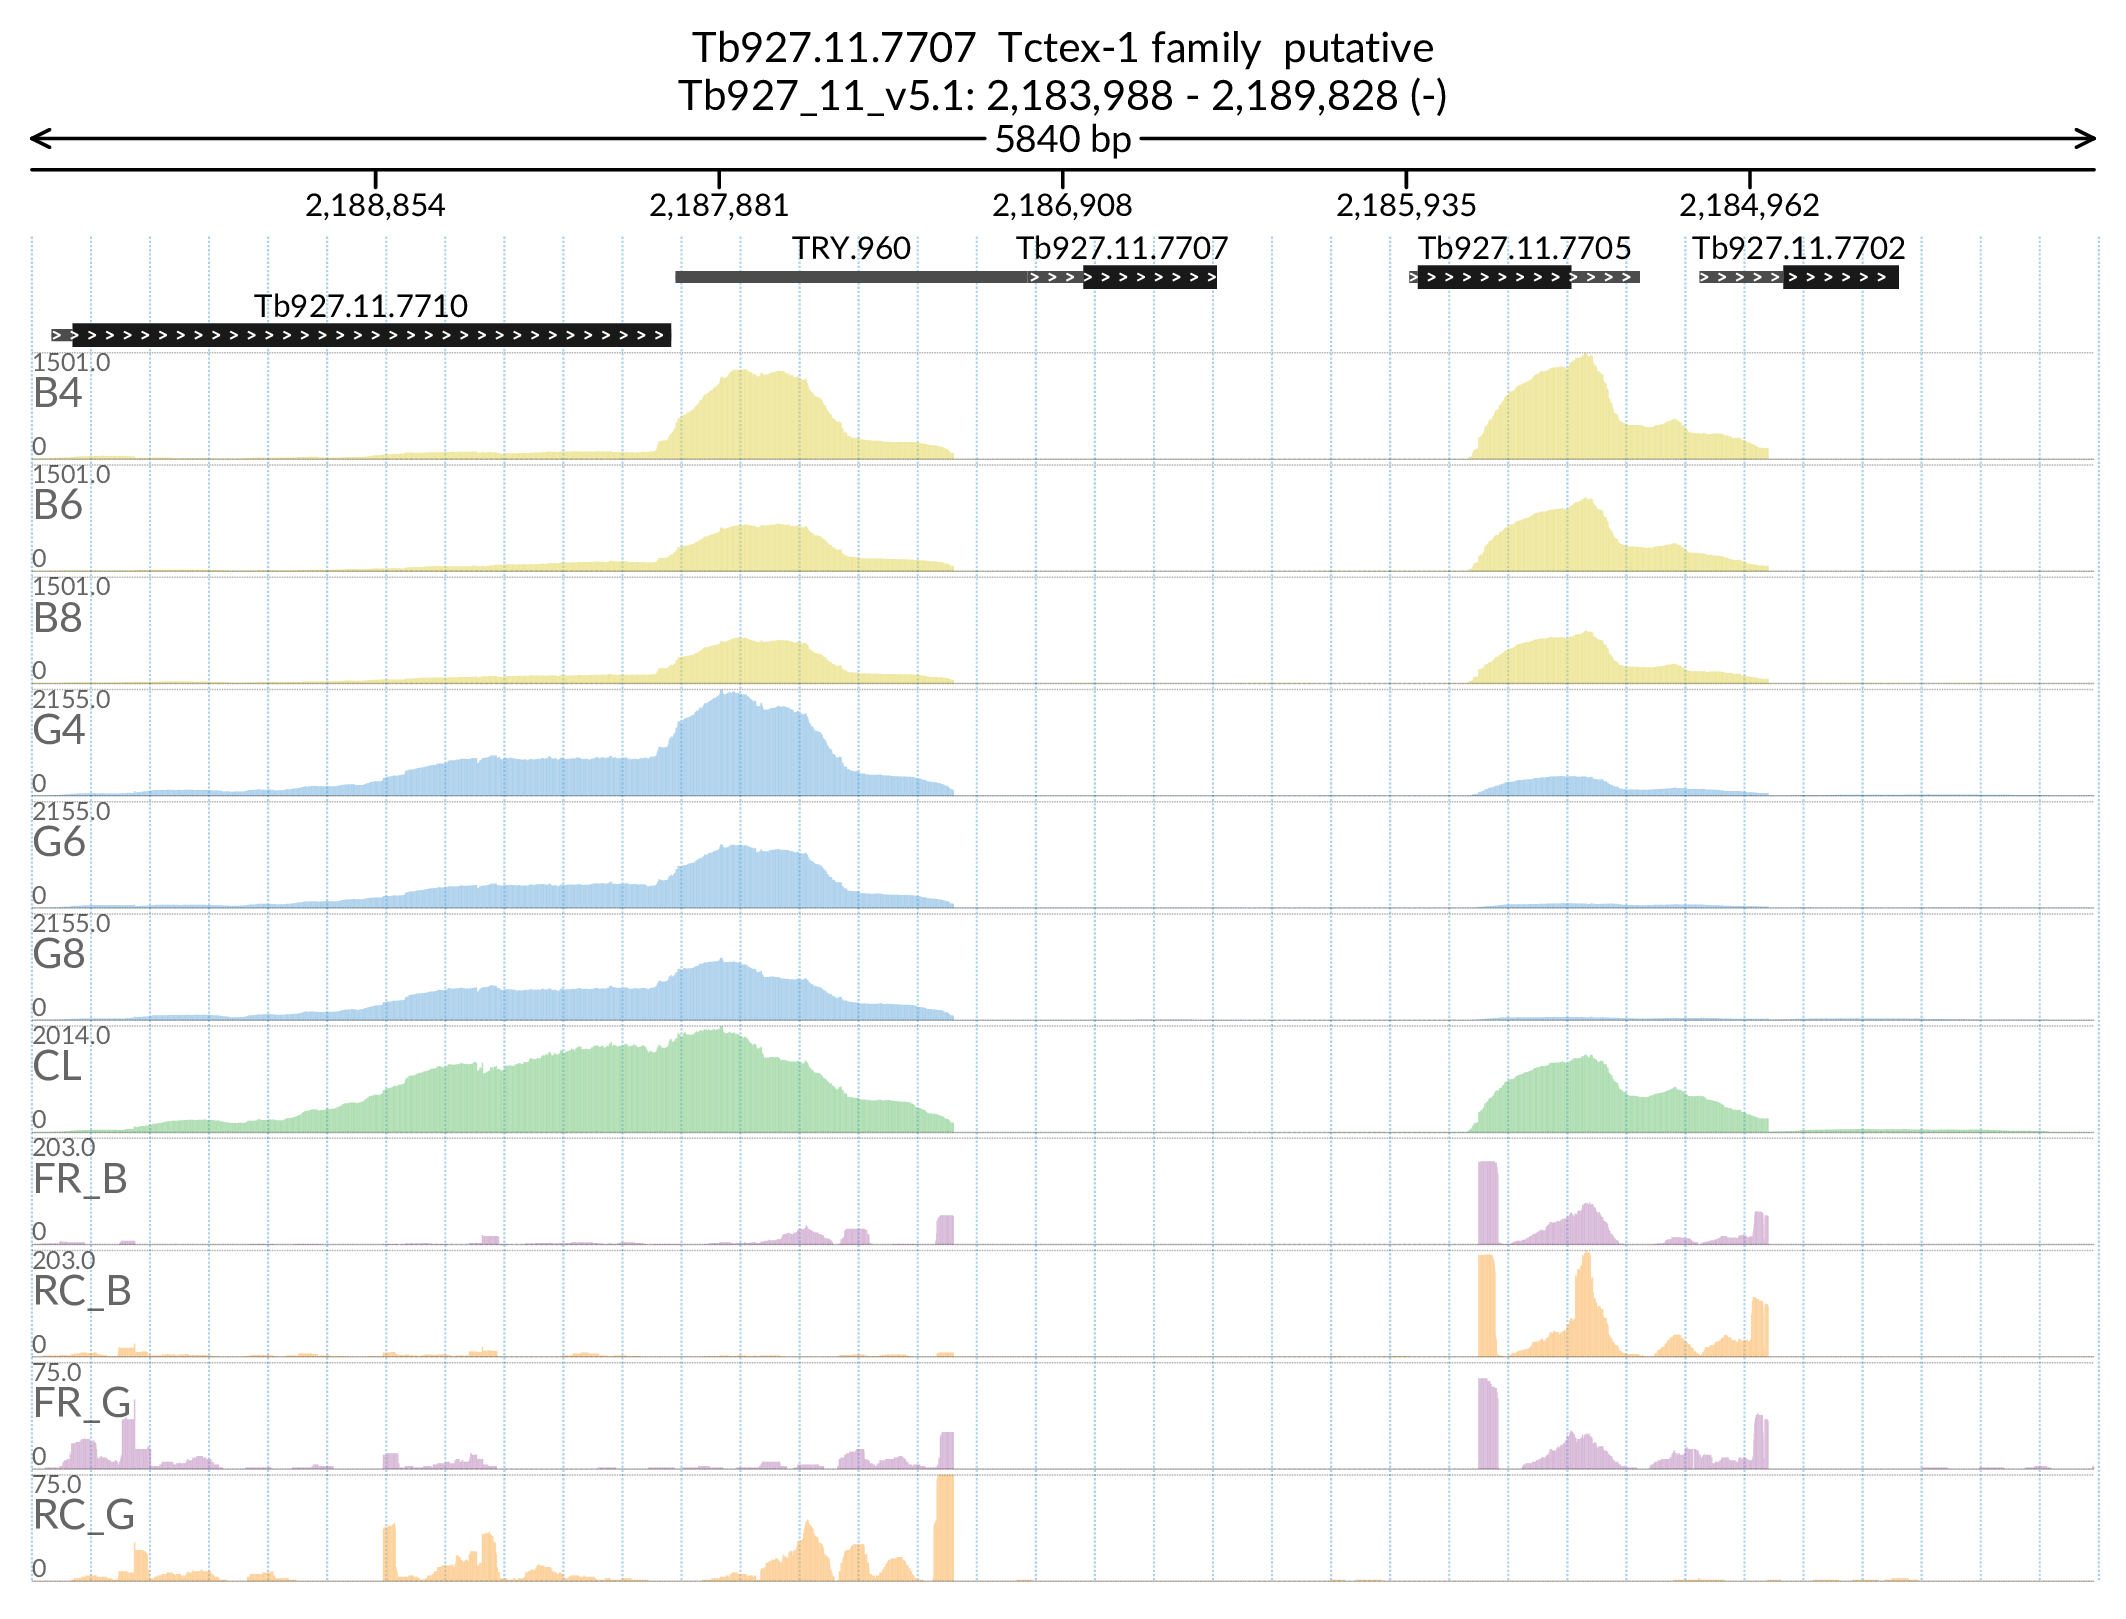 Tb927.11.7707 Tctex-1 family putative
Tb927_11_v5.1: 2,183,988 - 2,189,828 (-)
5840 bp
2,188,854 2,187,881 2,186,908 2,185,935 2,184,962
TRY.960 Tb927.11.7707 Tb927.11.7705 Tb927.11.7702
Tb927.11.7710
1501.0
B4
0
1501.0
B6
0
1501.0
B8
0
2155.0
G4
0
2155.0
G6
0
2155.0
G8
0
2014.0
CL
0
203.0
FR_B
0
203.0
RC_B
0
75.0
FR_G
0
75.0
RC_G
0